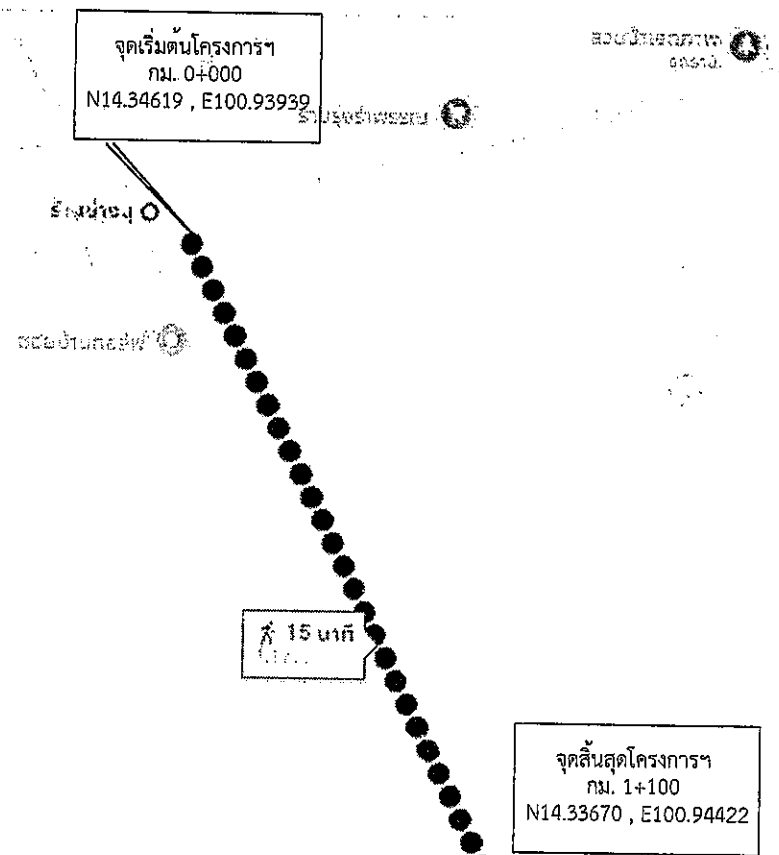 จุดเริ่มต้นโครงการฯ
กม. 0+000
N14.34619 , E100.93939
15 นาที
จุดสิ้นสุดโครงการฯ
กม. 1+100
N14.33670 , E100.94422